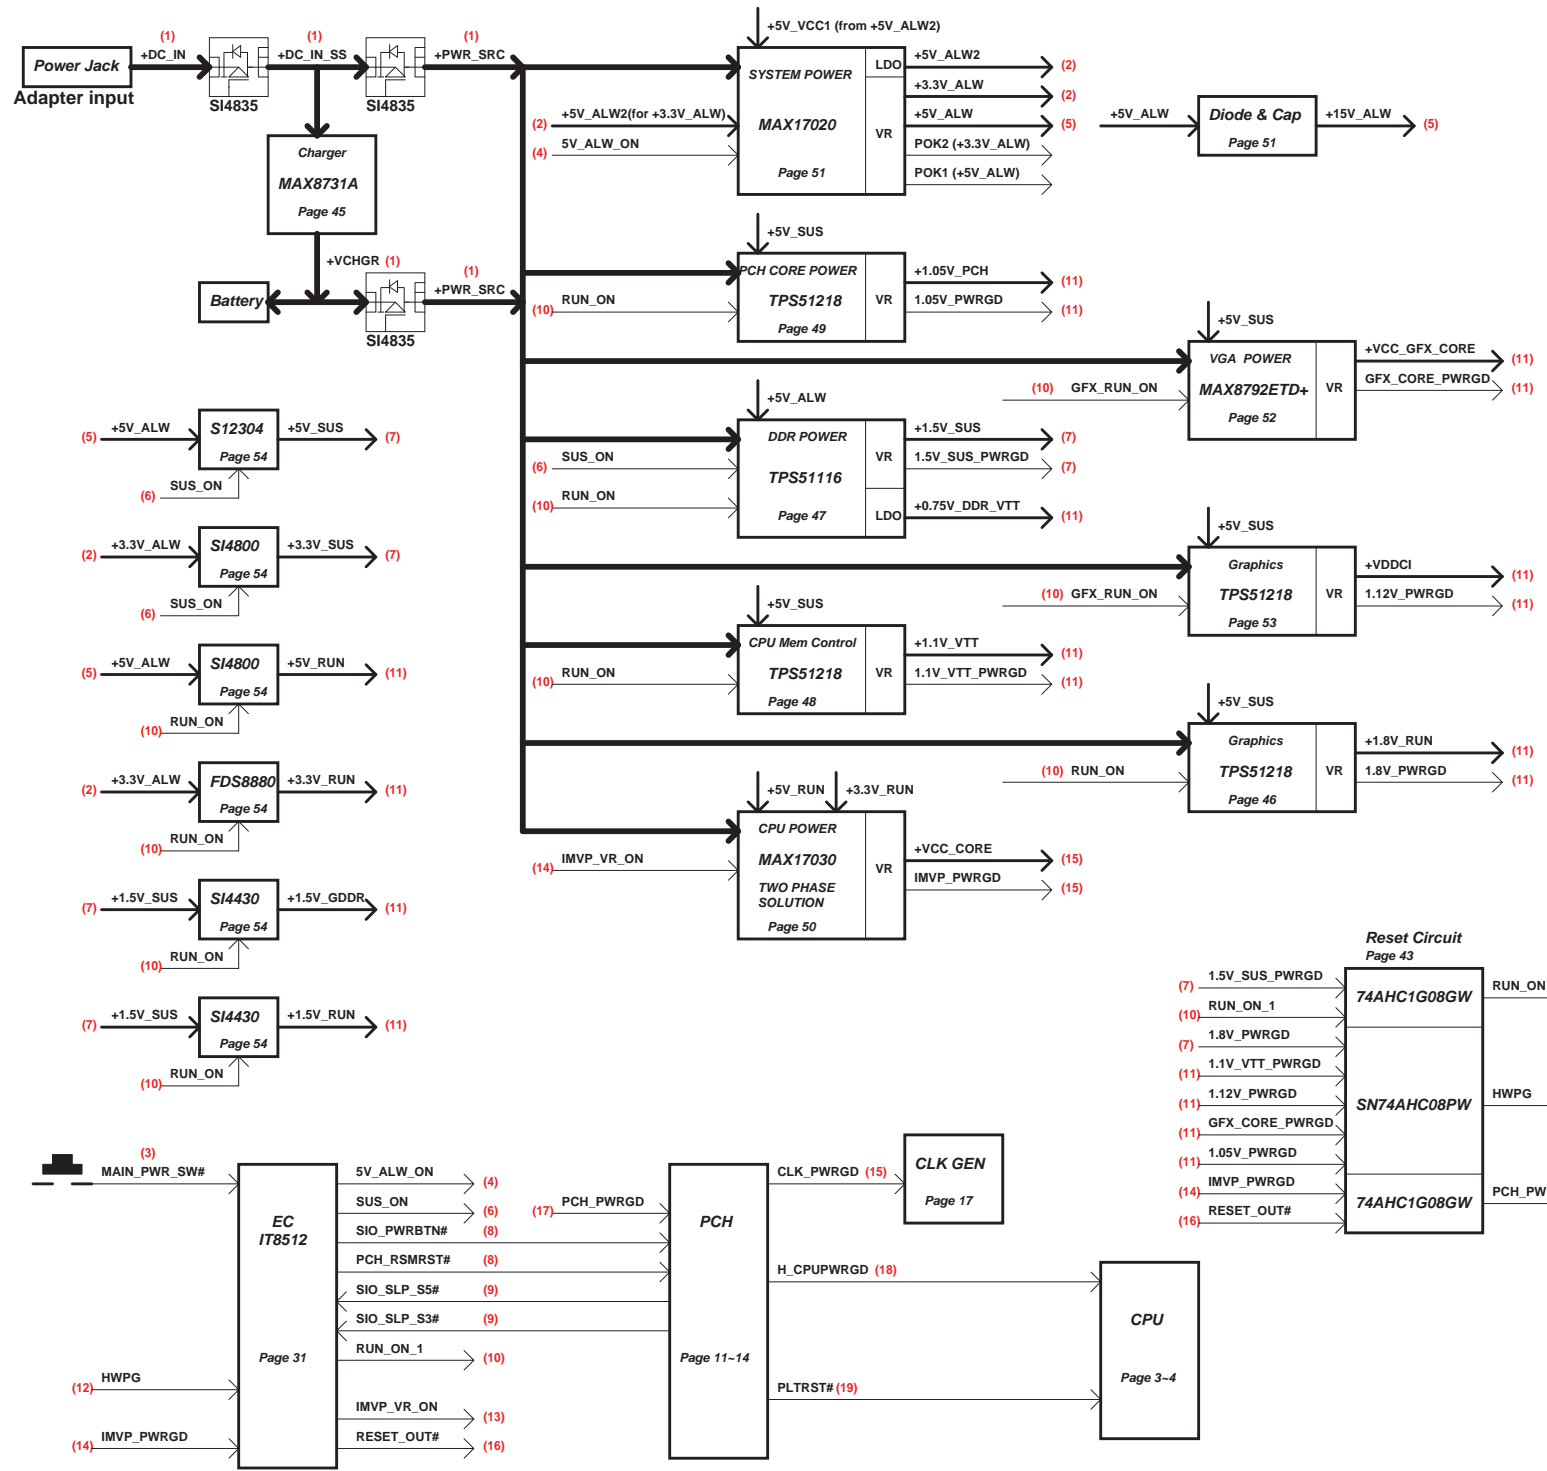 Power Jack
Adapter input
(1)
+DC_IN
SI4835
(1)
+DC_IN_SS
SI4835
(1)
+PWR_SRC
Charger
MAX8731A
Page 45
+VCHGR (1)
Battery
SI4835
(1)
+PWR_SRC
+5V_VCC1 (from +5V_ALW2)
SYSTEM POWER
MAX17020
Page 51
LDO
VR
(2) +5V_ALW2(for +3.3V_ALW)
(4) 5V_ALW_ON
+5V_ALW2 (2)
+3.3V_ALW (2)
+5V_ALW (5)
POK2 (+3.3V_ALW)
POK1 (+5V_ALW)
+5V_ALW
Diode & Cap
Page 51
+15V_ALW (5)
+5V_SUS
PCH CORE POWER
TPS51218
Page 49
VR
(10) RUN_ON
+1.05V_PCH (11)
1.05V_PWRGD (11)
+5V_SUS
VGA POWER
MAX8792ETD+
Page 52
VR
(10) GFX_RUN_ON
+VCC_GFX_CORE (11)
GFX_CORE_PWRGD (11)
+5V_ALW
DDR POWER
TPS51116
Page 47
VR
LDO
(6) SUS_ON
(10) RUN_ON
+1.5V_SUS (7)
1.5V_SUS_PWRGD (7)
+0.75V_DDR_VTT (11)
+5V_SUS
Graphics
TPS51218
Page 53
VR
(10) GFX_RUN_ON
+VDDCI (11)
1.12V_PWRGD (11)
+5V_SUS
CPU Mem Control
TPS51218
Page 48
VR
(10) RUN_ON
+1.1V_VTT (11)
1.1V_VTT_PWRGD (11)
+5V_SUS
Graphics
TPS51218
Page 46
VR
(10) RUN_ON
+1.8V_RUN (11)
1.8V_PWRGD (11)
+5V_RUN
+3.3V_RUN
CPU POWER
MAX17030
TWO PHASE
SOLUTION
Page 50
VR
(14) IMVP_VR_ON
+VCC_CORE (15)
IMVP_PWRGD (15)
(5) +5V_ALW
S12304
Page 54
+5V_SUS (7)
(6) SUS_ON
(2) +3.3V_ALW
SI4800
Page 54
+3.3V_SUS (7)
(6) SUS_ON
(5) +5V_ALW
SI4800
Page 54
+5V_RUN (11)
(10) RUN_ON
(2) +3.3V_ALW
FDS8880
Page 54
+3.3V_RUN (11)
(10) RUN_ON
(7) +1.5V_SUS
SI4430
Page 54
+1.5V_GDDR (11)
(10) RUN_ON
(7) +1.5V_SUS
SI4430
Page 54
+1.5V_RUN (11)
(10) RUN_ON
Reset Circuit
Page 43
(7) 1.5V_SUS_PWRGD
(10) RUN_ON_1
74AHC1G08GW
RUN_ON
(7) 1.8V_PWRGD
(11) 1.1V_VTT_PWRGD
(11) 1.12V_PWRGD
(11) GFX_CORE_PWRGD
(11) 1.05V_PWRGD
SN74AHC08PW
HWPG
(14) IMVP_PWRGD
(16) RESET_OUT#
74AHC1G08GW
PCH_PW
(3)
MAIN_PWR_SW#
EC
IT8512
Page 31
(12) HWPG
(14) IMVP_PWRGD
5V_ALW_ON (4)
SUS_ON (6)
SIO_PWRBTN# (8)
PCH_RSMRST# (8)
SIO_SLP_S5# (9)
SIO_SLP_S3# (9)
RUN_ON_1 (10)
IMVP_VR_ON (13)
RESET_OUT# (16)
(17) PCH_PWRGD
PCH
Page 11~14
CLK_PWRGD (15)
CLK GEN
Page 17
H_CPUPWRGD (18)
PLTRST# (19)
CPU
Page 3~4